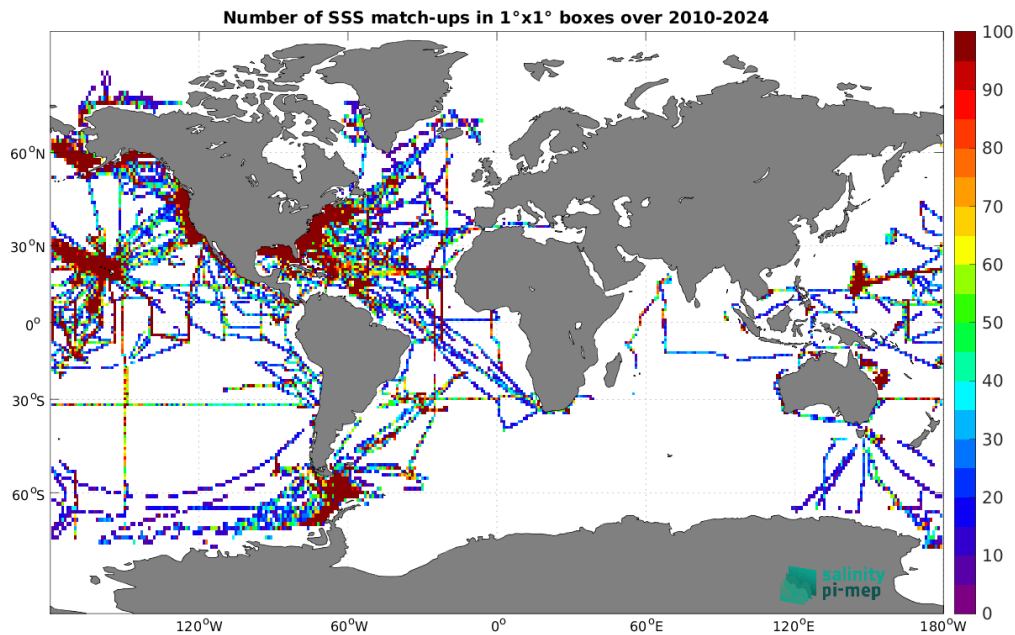 Number of SSS match-ups in 1°x1° boxes over 2010-2024
100
90
80
70
60
50
40
30
20
10
0
60°N
30°N
0°
30°S
60°S
salinity
pi-mep
120°W 60°W 0° 60°E 120°E 180°W